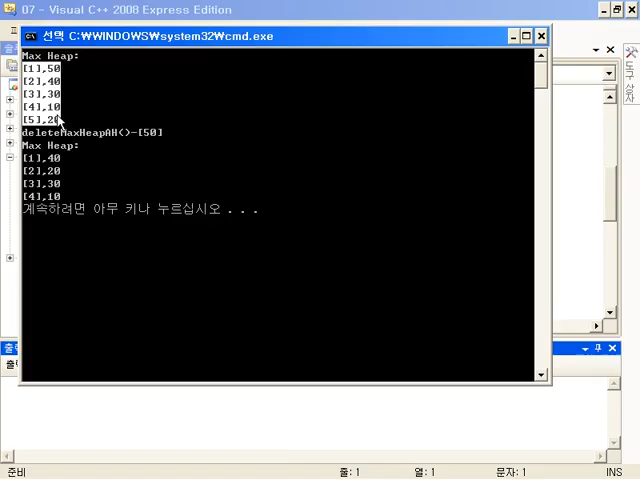 07 - Visual C++ 2008 Express Edition
선택 C:₩WINDOWS₩system32₩cmd.exe
Max Heap:
[1],50
[2],40
[3],30
[4],10
[5],20
deleteMaxHeapAH()-[50]
Max Heap:
[1],40
[2],20
[3],30
[4],10
계속하려면 아무 키나 누르십시오 . . .
도구 상자
준비
줄: 1
열: 1
문자: 1
INS